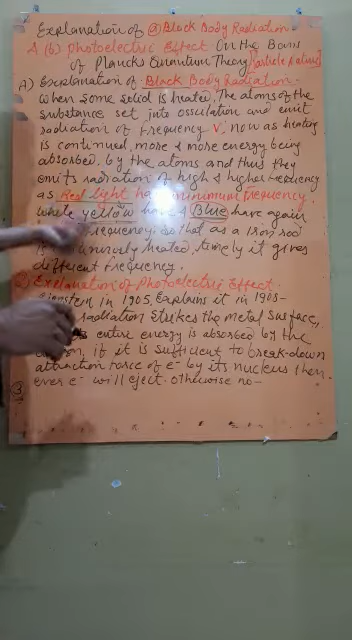 Explanation of @ Black Body Radiation
& (b) Photoelectric Effect on the Basis
of Plancks Quantum Theory (Particle Nature)
A) Explanation of Black Body Radiation.
When some solid is heated, The atoms of the
substance set into oscillation and emit
radiation of frequency V, now as heating
is continued, more & more energy being
absorbed by the atoms and thus they
emits radiation of high & higher frequency
as Red light has minimum frequency.
while yellow & Blue have again
frequency. so that as a Iron rod
is heated, it gives
different frequency.
Explanation of Photoelectric Effect.
in 1905, Explains it in 1905-
radiation strikes the metal surface,
entire energy is absorbed by the
if it is sufficient to break-down
attraction force of e- by its nucleus then
ever e- will eject. otherwise no-